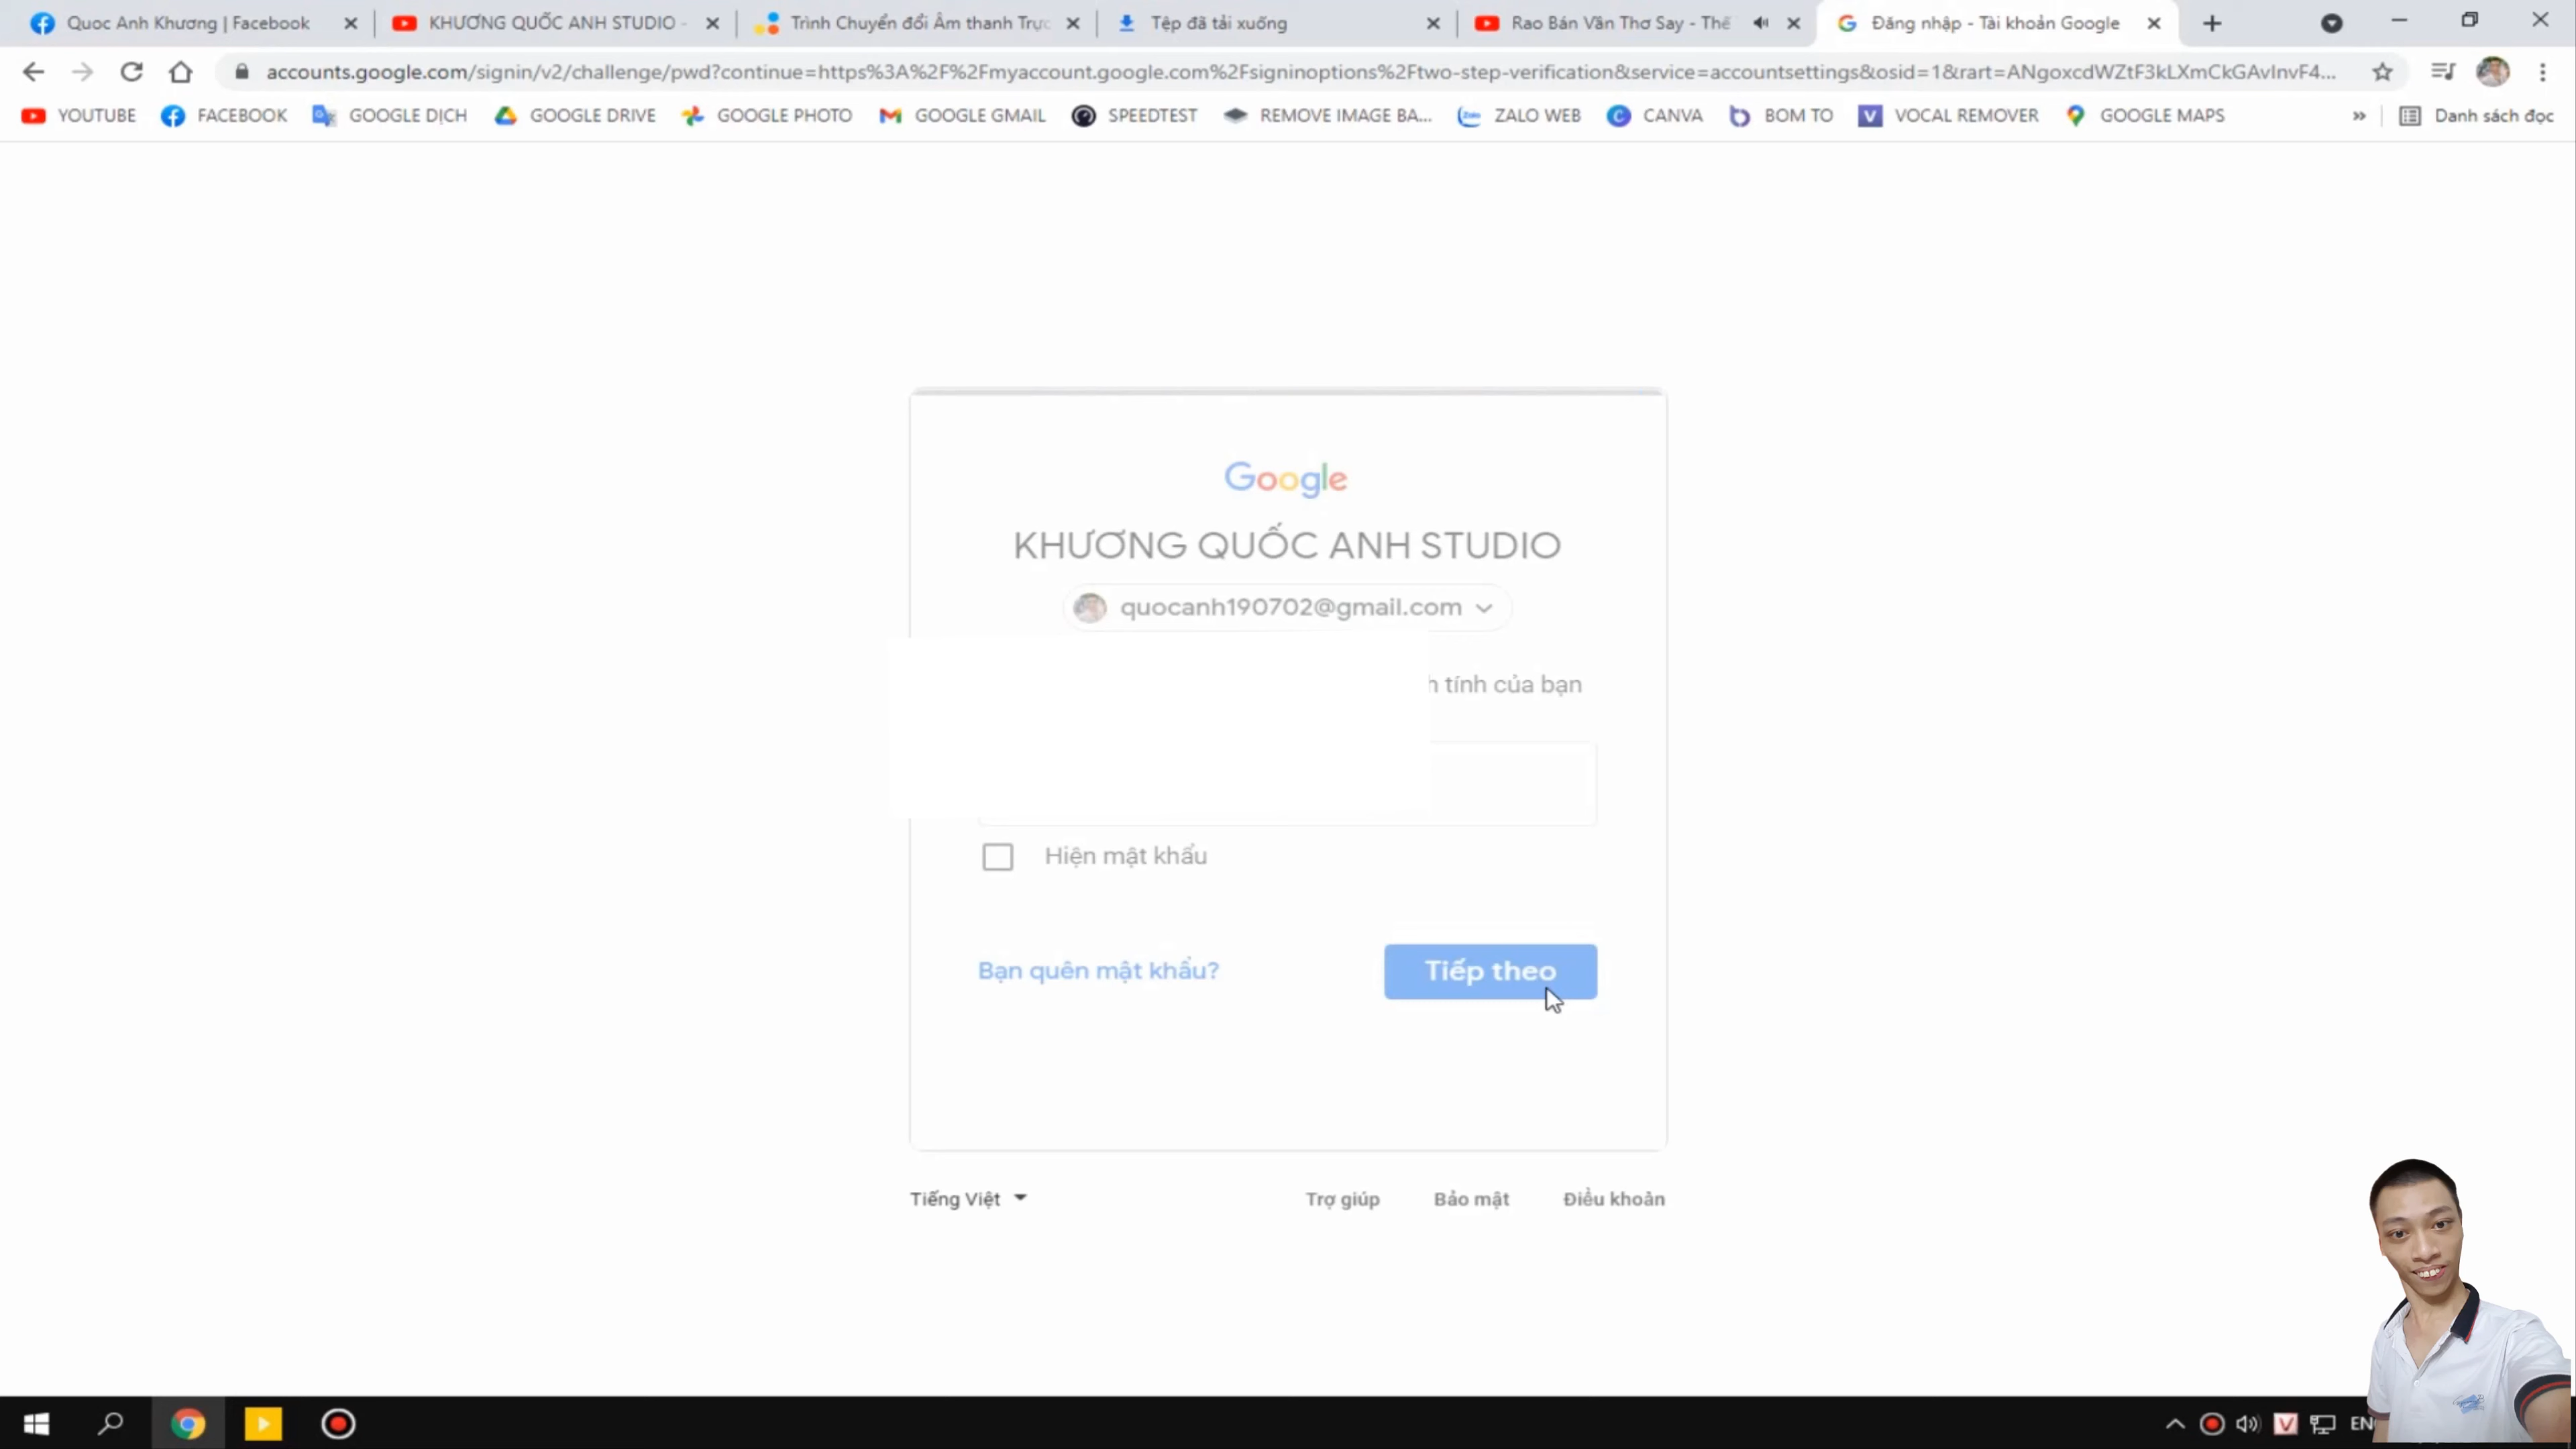 Quoc Anh Khương | Facebook
KHƯƠNG QUỐC ANH STUDIO -
Trình Chuyển đổi Âm thanh Trực
Tệp đã tải xuống
Rao Bán Vần Thơ Say - Thế
Đăng nhập - Tài khoản Google
accounts.google.com/signin/v2/challenge/pwd?continue=https%3A%2F%2Fmyaccount.google.com%2Fsigninoptions%2Ftwo-step-verification&service=accountsettings&osid=1&rart=ANgoxcdWZtF3kLXmCkGAvInvF4...
YOUTUBE
FACEBOOK
GOOGLE DỊCH
GOOGLE DRIVE
GOOGLE PHOTO
GOOGLE GMAIL
SPEEDTEST
REMOVE IMAGE BA...
ZALO WEB
CANVA
BOM TO
VOCAL REMOVER
GOOGLE MAPS
»
Danh sách đọc
Google
KHƯƠNG QUỐC ANH STUDIO
quocanh190702@gmail.com
h tính của bạn
Hiện mật khẩu
Bạn quên mật khẩu?
Tiếp theo
Tiếng Việt
Trợ giúp
Bảo mật
Điều khoản